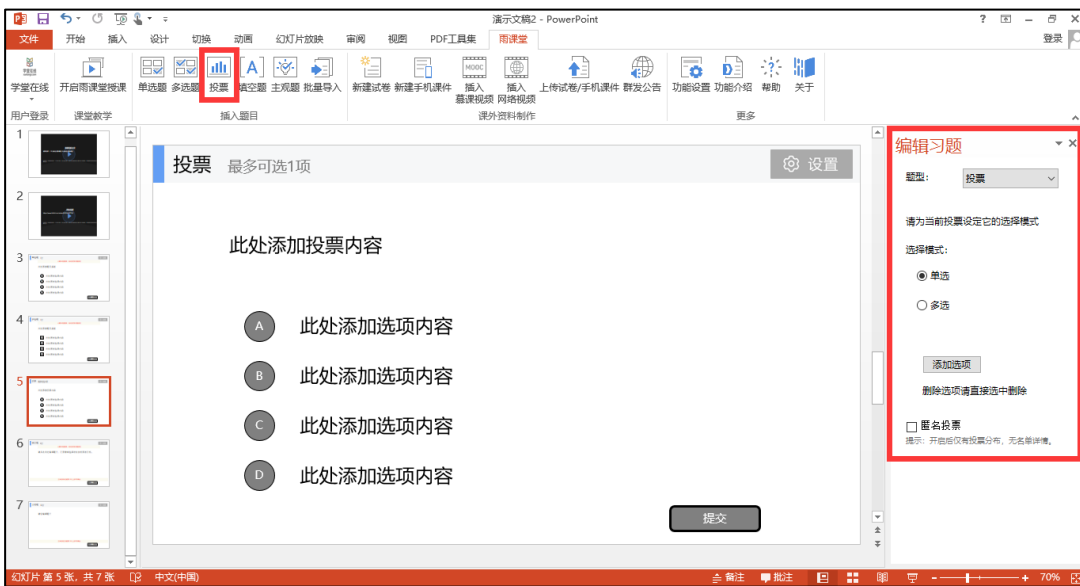 演示文稿2 - PowerPoint
文件 开始 插入 设计 切换 动画 幻灯片放映 审阅 视图 PDF工具集 雨课堂 登录
学堂在线 开启雨课堂授课 单选题 多选题 投票 填空题 主观题 批量导入 新建试卷 新建手机课件 插入 慕课视频 插入 网络视频 上传试卷/手机课件 群发公告 功能设置 功能介绍 帮助 关于
用户登录 课堂教学 插入题目 课外资料制作 更多
1
2
3
4
5
6
7
投票 最多可选1项 设置
此处添加投票内容
A 此处添加选项内容
B 此处添加选项内容
C 此处添加选项内容
D 此处添加选项内容
提交
编辑习题
题型: 投票
请为当前投票设定它的选择模式
选择模式:
单选
多选
添加选项
删除选项请直接选中删除
匿名投票
提示: 开启后仅有投票分布, 无名单详情。
幻灯片 第 5 张, 共 7 张 中文(中国) 备注 批注 70%